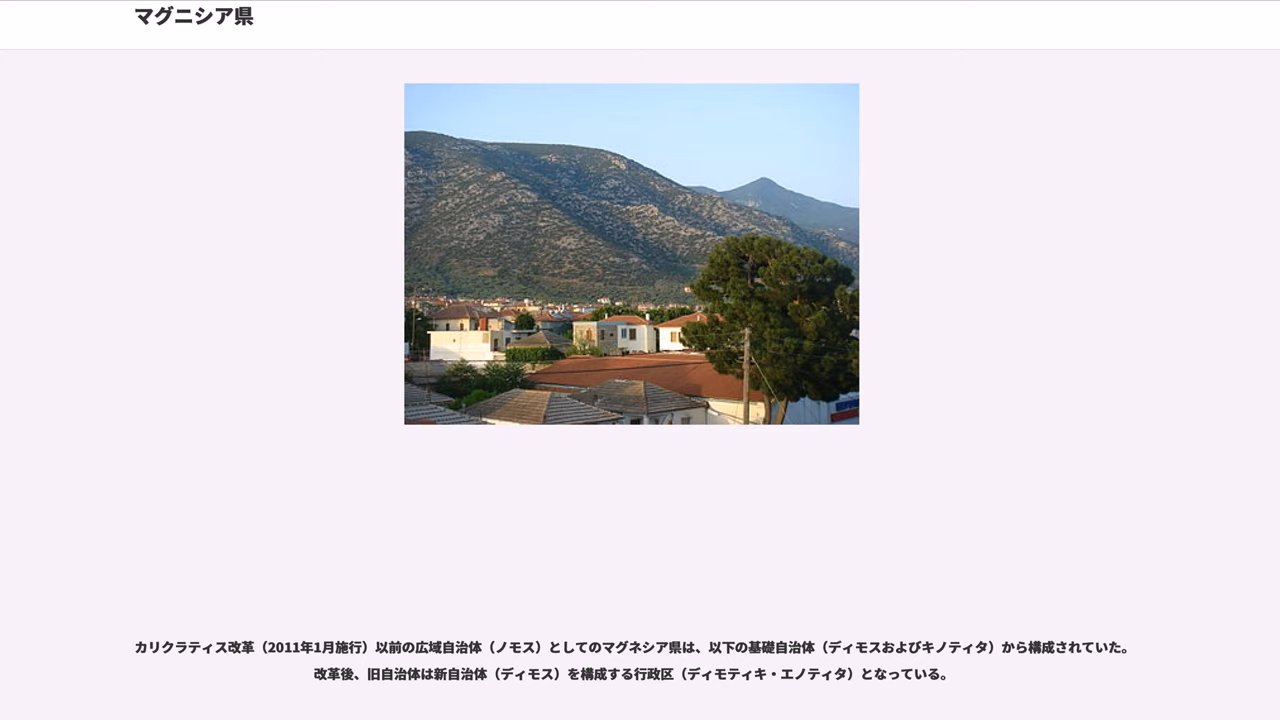 マグニシア県
カリクラティス改革（2011年1月施行）以前の広域自治体（ノモス）としてのマグネシア県は、以下の基礎自治体（ディモスおよびキノティタ）から構成されていた。
改革後、旧自治体は新自治体（ディモス）を構成する行政区（ディモティキ・エノティタ）となっている。